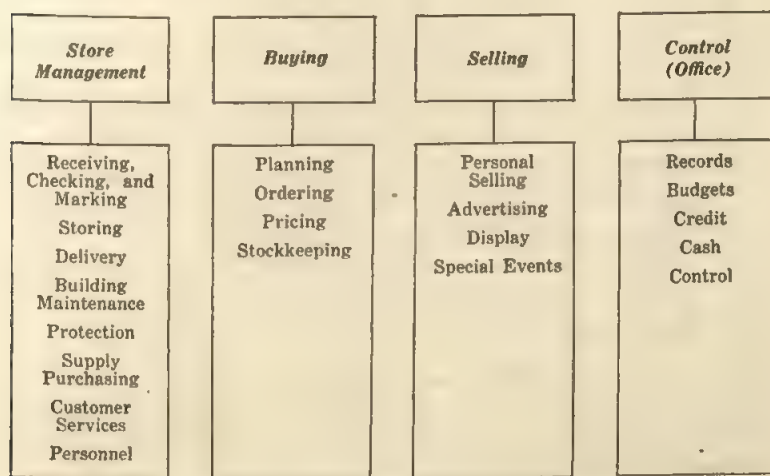 Store
Management
Receiving,
Checking, and
Marking
Storing
Delivery
Building
Maintenance
Protection
Supply
Purchasing
Customer
Services
Personnel
Buying
Planning
Ordering
Pricing
Stockkeeping
Selling
Personal
Selling
Advertising
Display
Special Events
Control
(Office)
Records
Budgets
Credit
Cash
Control